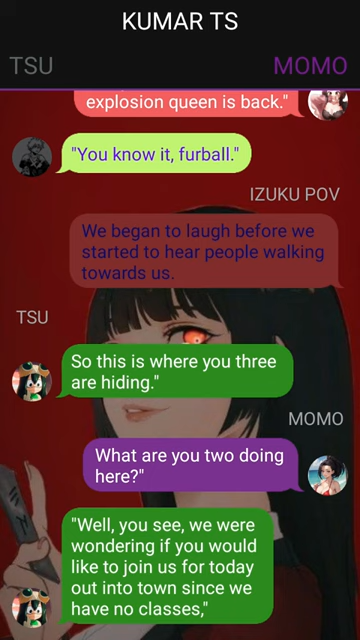 KUMAR TS
TSU
MOMO
explosion queen is back."
"You know it, furball."
IZUKU POV
We began to laugh before we
started to hear people walking
towards us.
TSU
So this is where you three
are hiding."
MOMO
What are you two doing
here?"
"Well, you see, we were
wondering if you would
like to join us for today
out into town since we
have no classes,"